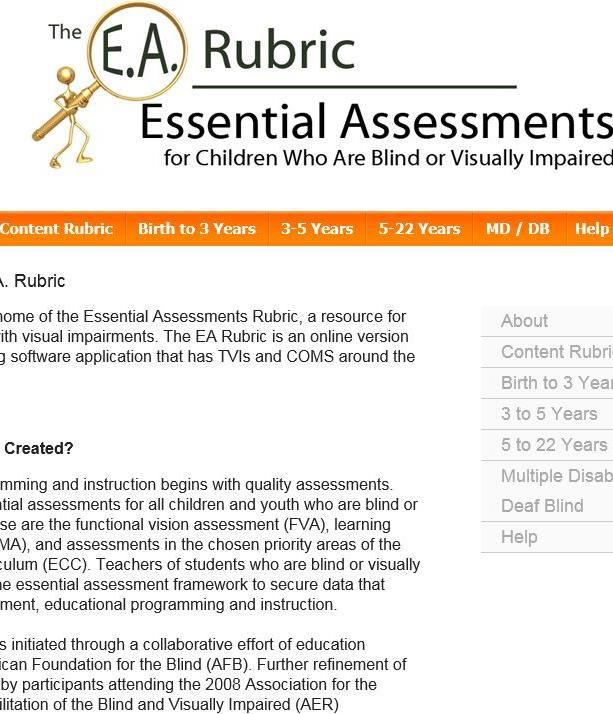 The E.A. Rubric
Essential Assessments
for Children Who Are Blind or Visually Impaired
Content Rubric Birth to 3 Years 3-5 Years 5-22 Years MD / DB Help
A. Rubric
home of the Essential Assessments Rubric, a resource for
with visual impairments. The EA Rubric is an online version
g software application that has TVIs and COMS around the
About
Content Rubri
Birth to 3 Year
3 to 5 Years
5 to 22 Years
Multiple Disab
Deaf Blind
Help
Created?
mming and instruction begins with quality assessments.
ntial assessments for all children and youth who are blind or
se are the functional vision assessment (FVA), learning
MA), and assessments in the chosen priority areas of the
culum (ECC). Teachers of students who are blind or visually
he essential assessment framework to secure data that
ment, educational programming and instruction.
s initiated through a collaborative effort of education
ican Foundation for the Blind (AFB). Further refinement of
by participants attending the 2008 Association for the
ilitation of the Blind and Visually Impaired (AER)